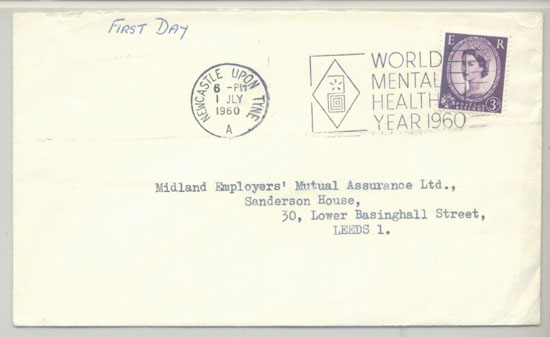 FIRST DAY
NEWCASTLE UPON TYNE
6 - PM
1 JLY
1960
A
WORLD
MENTAL
HEALTH
YEAR 1960
E R
3D
Midland Employers' Mutual Assurance Ltd.,
Sanderson House,
30, Lower Basinghall Street,
LEEDS 1.